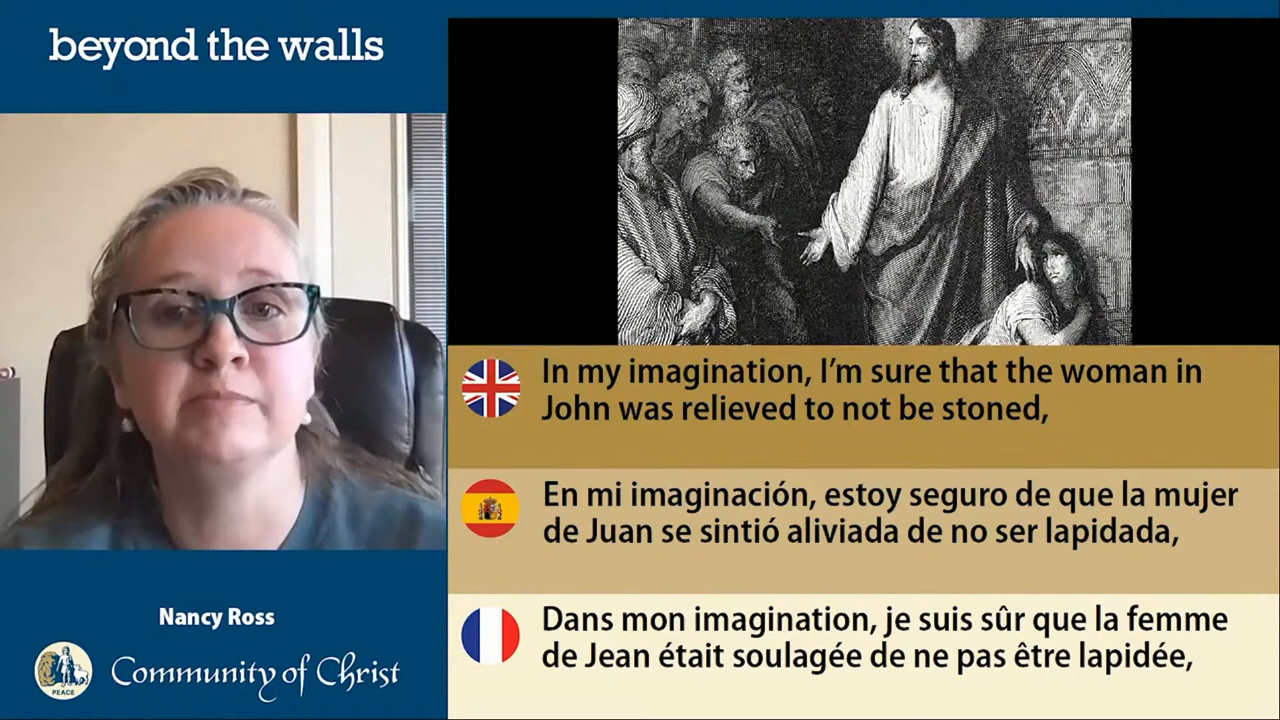 beyond the walls
In my imagination, I'm sure that the woman in
John was relieved to not be stoned,
En mi imaginación, estoy seguro de que la mujer
de Juan se sintió aliviada de no ser lapidada,
Dans mon imagination, je suis sûr que la femme
de Jean était soulagée de ne pas être lapidée,
Nancy Ross
PEACE
Community of Christ